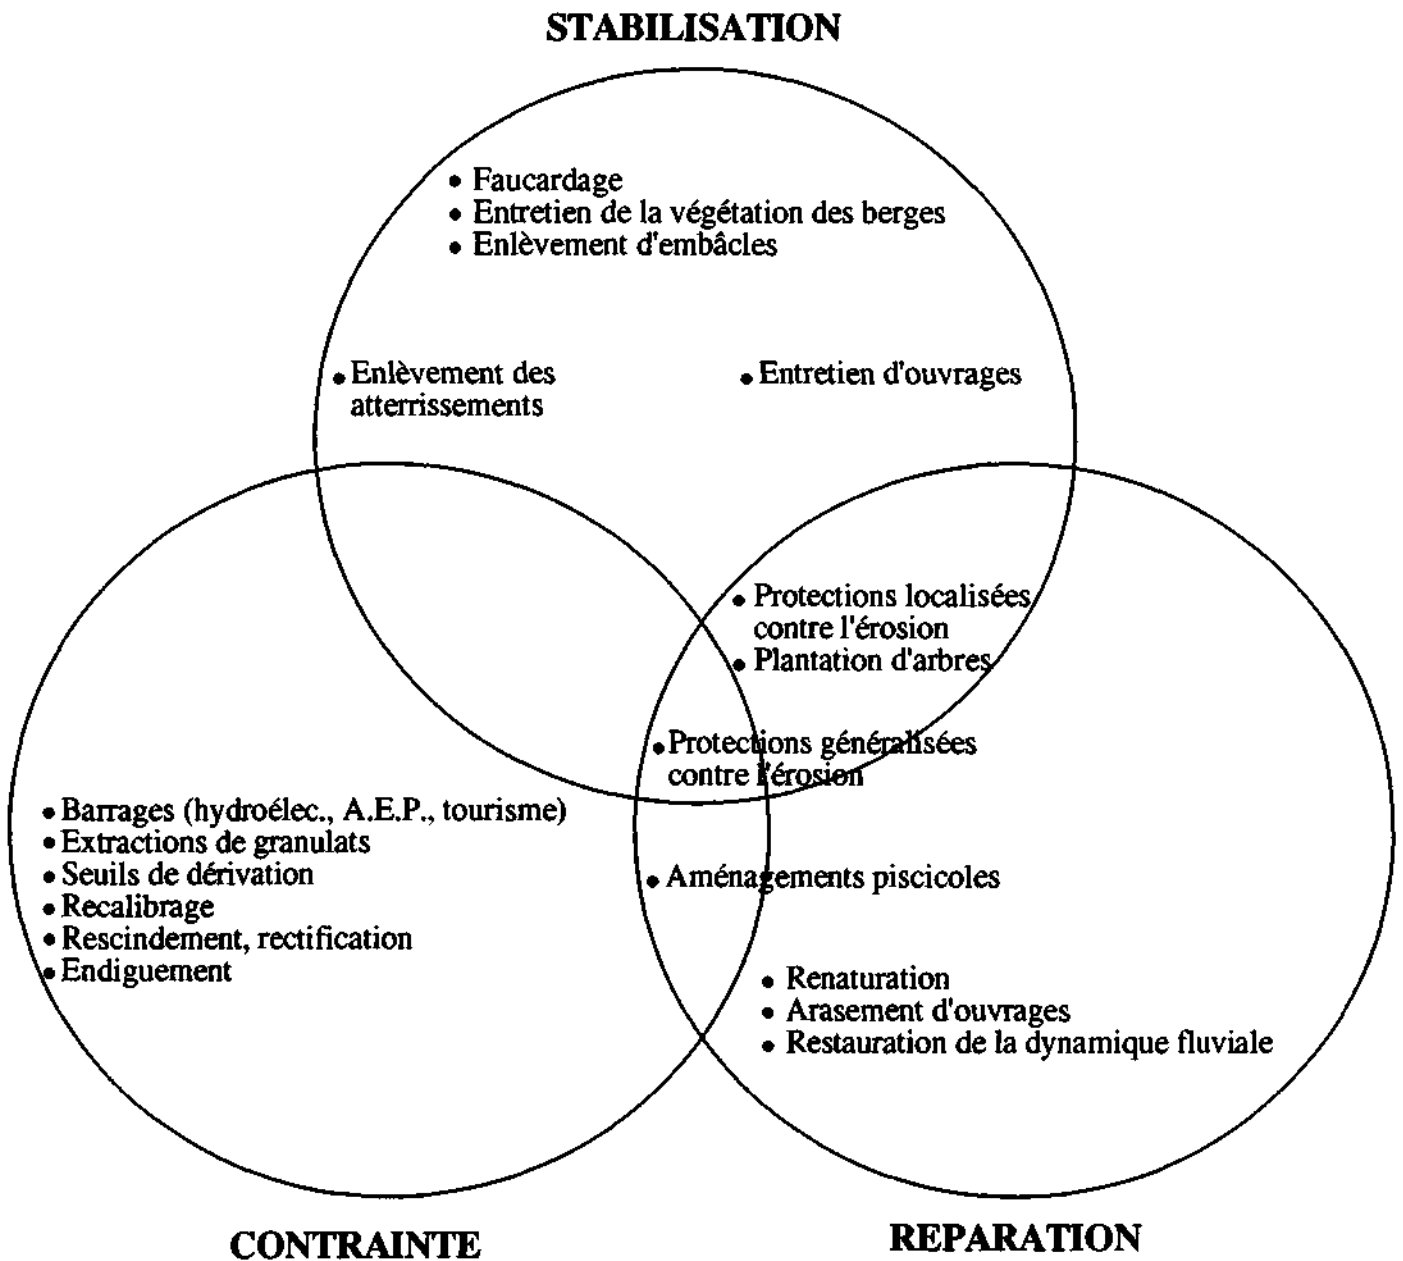 STABILISATION
• Faucardage
• Entretien de la végétation des berges
• Enlèvement d'embâcles
• Enlèvement des
atterrissements
• Entretien d'ouvrages
• Protections localisées
contre l'érosion
• Plantation d'arbres
• Protections généralisées
contre l'érosion
• Barrages (hydroélec., A.E.P., tourisme)
• Extractions de granulats
• Seuils de dérivation
• Recalibrage
• Rescindement, rectification
• Endiguement
• Aménagements piscicoles
• Renaturation
• Arasement d'ouvrages
• Restauration de la dynamique fluviale
CONTRAINTE
REPARATION